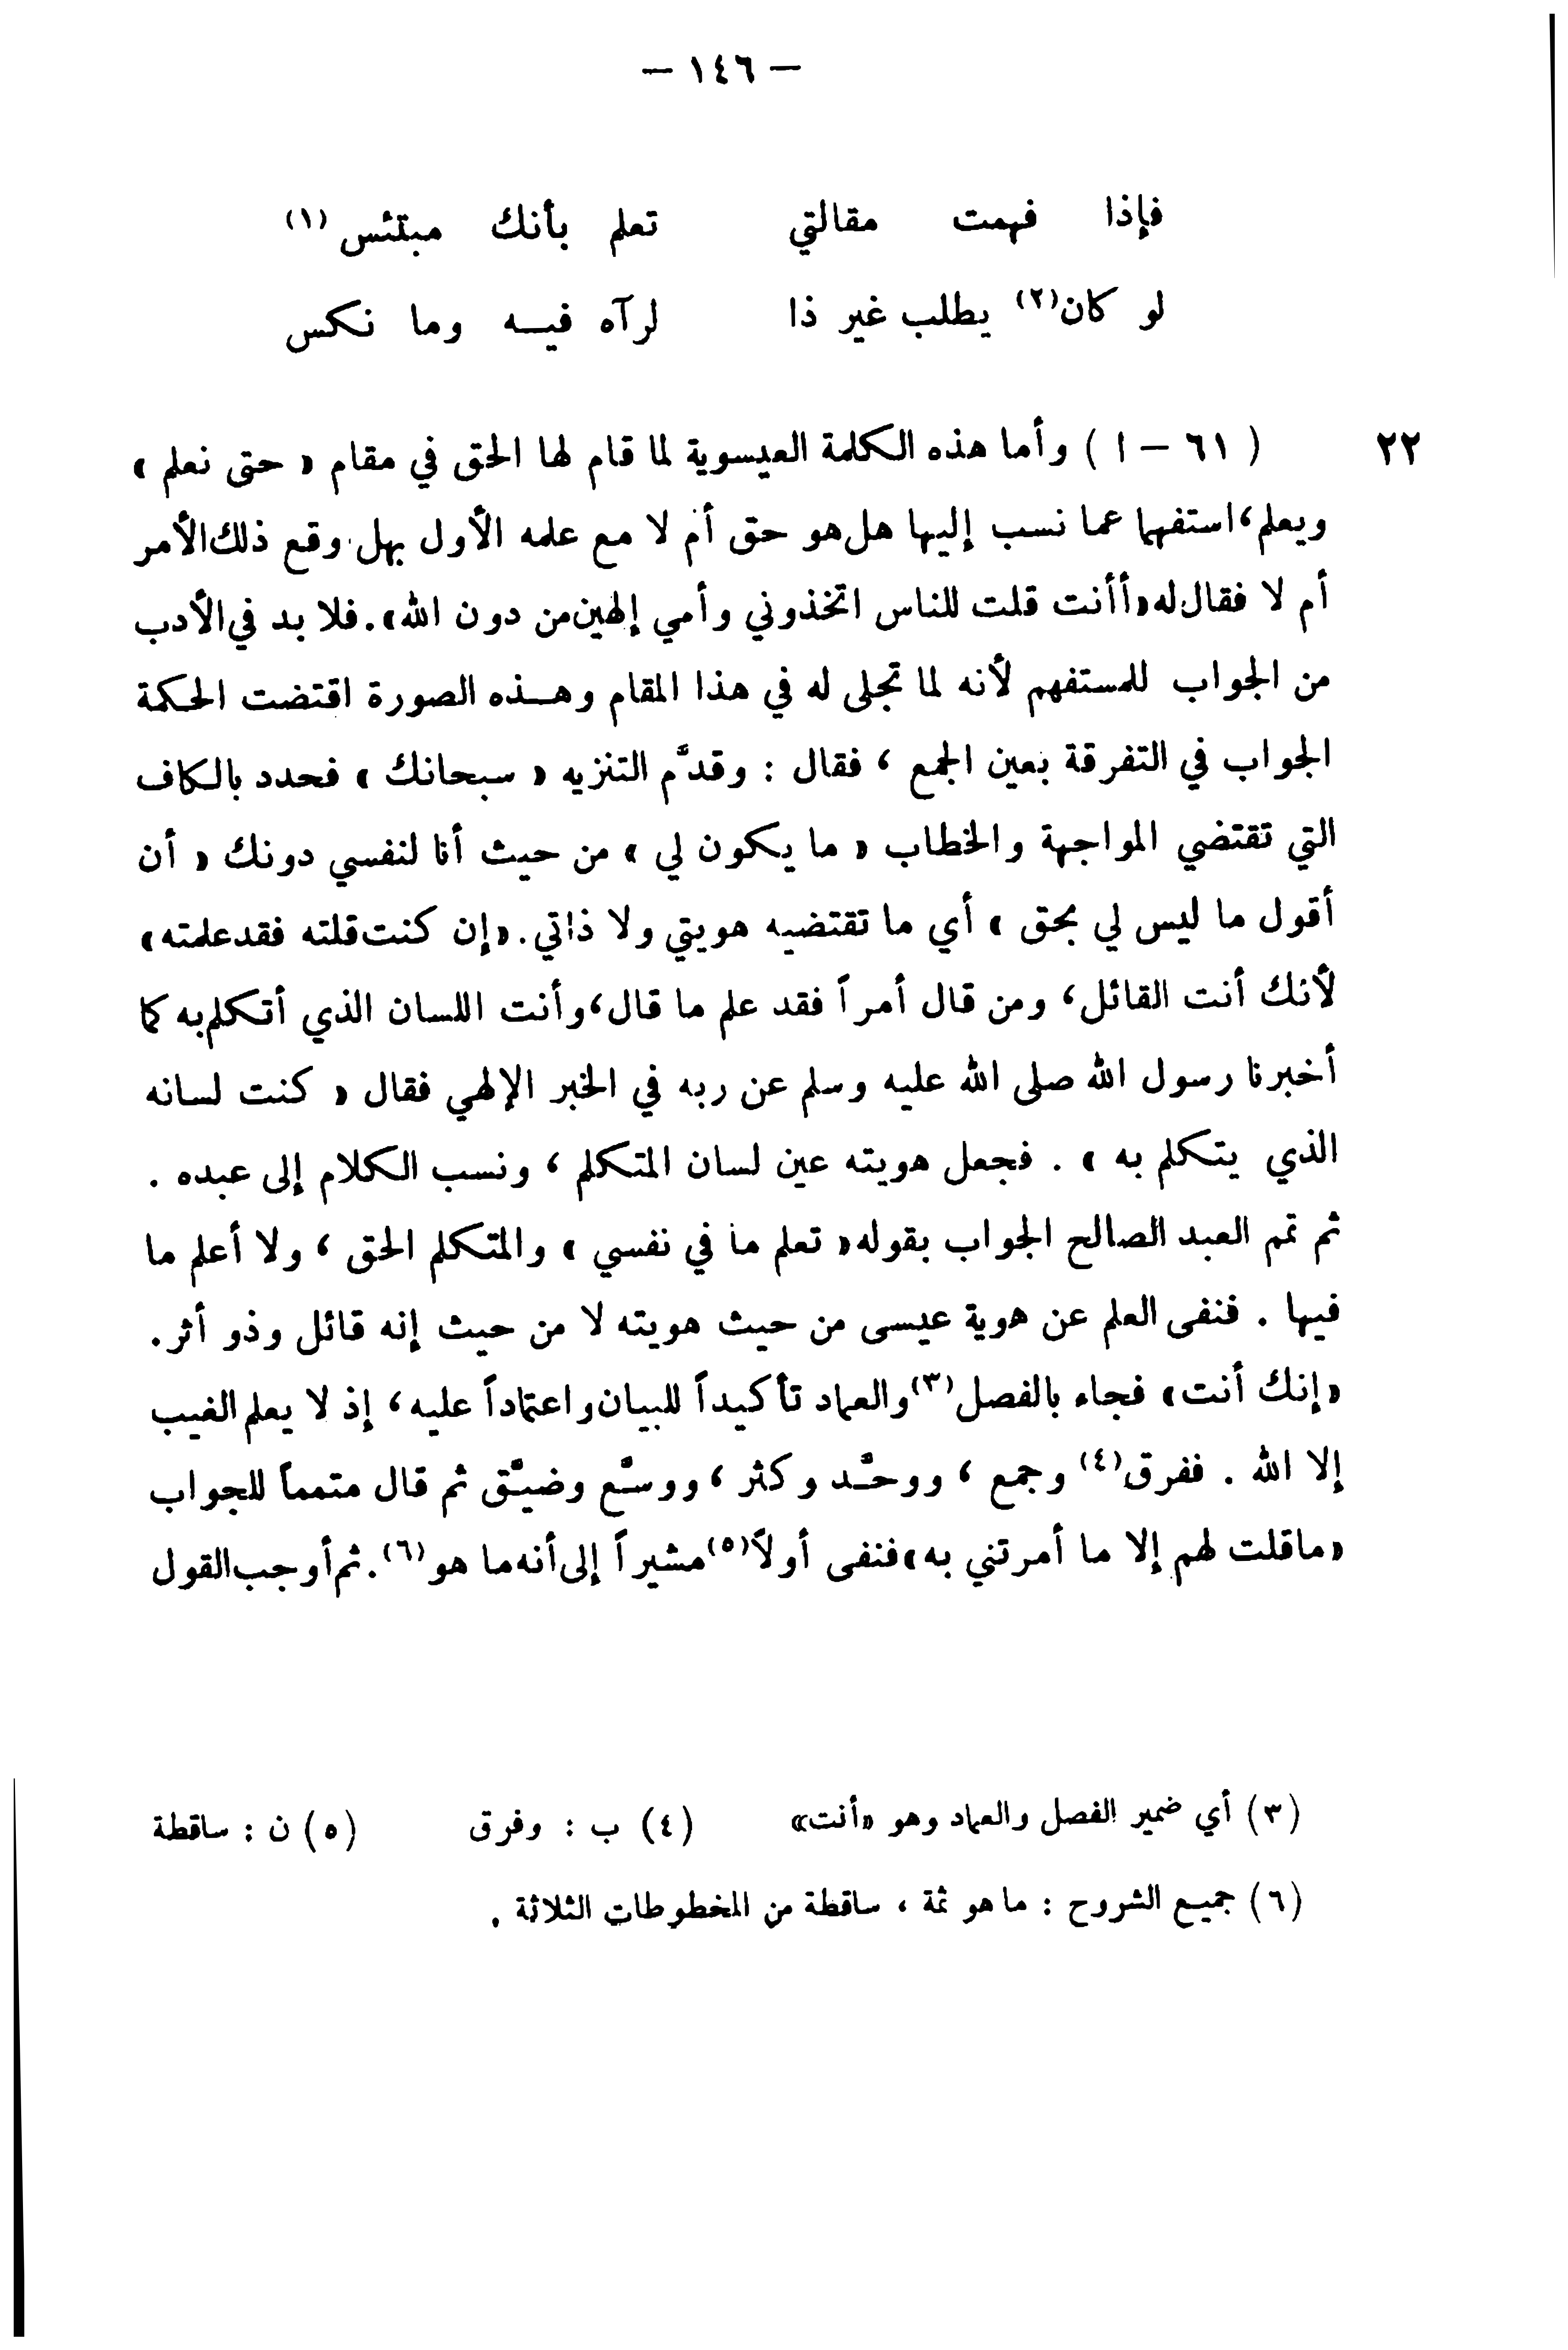 — ١٤٦ —
فإذا فهمت مقالتي تعلم بأنك مبتئس (١)
لو كان(٢) يطلب غير ذا لرآه فيه وما نكس
٢٢ (٦١ – ا) وأما هذه الكلمة العيسوية لما قام لها الحق في مقام « حتى نعلم »
ويعلم، استفهما عما نسب إليها هل هو حق أم لا مع علمه الأول بهل وقع ذلك الأمر
أم لا فقال له «أأنت قلت للناس اتخذوني وأمي إلهين من دون الله». فلا بد في الأدب
من الجواب للمستفهم لأنه لما تجلى له في هذا المقام وهذه الصورة اقتضت الحكمة
الجواب في التفرقة بعين الجمع ، فقال : وقدَّم التنزيه « سبحانك » فحدد بالكاف
التي تقتضي المواجهة والخطاب « ما يكون لي » من حيث أنا لنفسي دونك « أن
أقول ما ليس لي بحق » أي ما تقتضيه هويتي ولا ذاتي. «إن كنت قلته فقد علمته»
لأنك أنت القائل، ومن قال أمراً فقد علم ما قال، وأنت اللسان الذي أتكلم به كما
أخبرنا رسول الله صلى الله عليه وسلم عن ربه في الخبر الإلهي فقال « كنت لسانه
الذي يتكلم به » . فجعل هويته عين لسان المتكلم ، ونسب الكلام إلى عبده .
ثم تمم العبد الصالح الجواب بقوله « تعلم ما في نفسي » والمتكلم الحق ، ولا أعلم ما
فيها . فنفى العلم عن هوية عيسى من حيث هويته لا من حيث إنه قائل وذو أثر.
«إنك أنت» فجاء بالفصل(٣) والعماد تأكيداً للبيان واعتماداً عليه، إذ لا يعلم الغيب
إلا الله . ففرق(٤) وجمع ، ووحَّد وكثر ، ووسَّع وضيَّق ثم قال متمماً للجواب
«ما قلت لهم إلا ما أمرتني به» فنفى أولاً(٥) مشيراً إلى أنه ما هو(٦). ثم أوجب القول
(٣) أي ضمير الفصل والعماد وهو «أنت» (٤) ب : وفرق (٥) ن : ساقطة
(٦) جميع الشروح : ما هو ثمة ، ساقطة من المخطوطات الثلاثة .